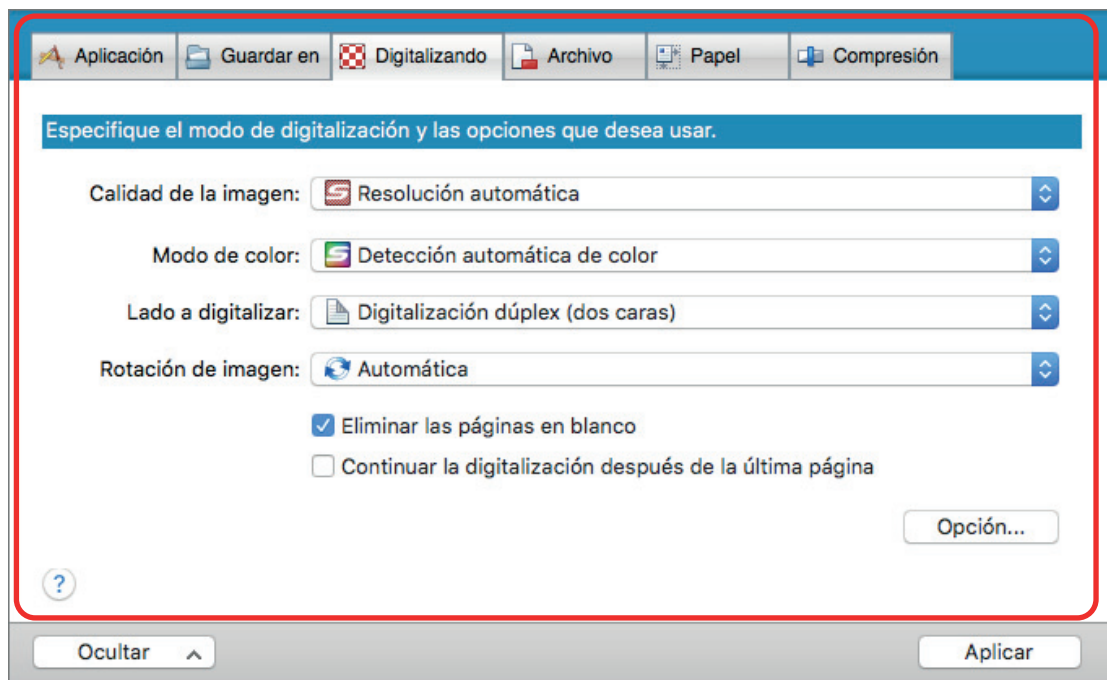 Aplicación Guardar en Digitalizando Archivo Papel Compresión
Especifique el modo de digitalización y las opciones que desea usar.
Calidad de la imagen: Resolución automática
Modo de color: Detección automática de color
Lado a digitalizar: Digitalización dúplex (dos caras)
Rotación de imagen: Automática
Eliminar las páginas en blanco
Continuar la digitalización después de la última página
Opción...
?
Ocultar Aplicar